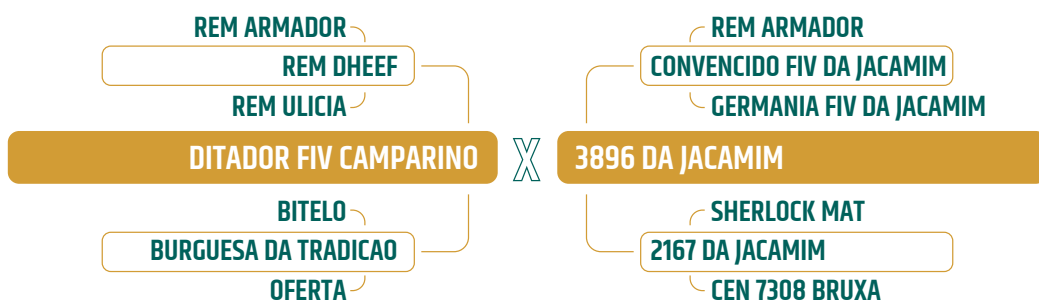 REM ARMADOR
REM DHEEF
REM ULICIA
DITADOR FIV CAMPARINO
BITELO
BURGUESA DA TRADICAO
OFERTA
X
REM ARMADOR
CONVENCIDO FIV DA JACAMIM
GERMANIA FIV DA JACAMIM
3896 DA JACAMIM
SHERLOCK MAT
2167 DA JACAMIM
CEN 7308 BRUXA